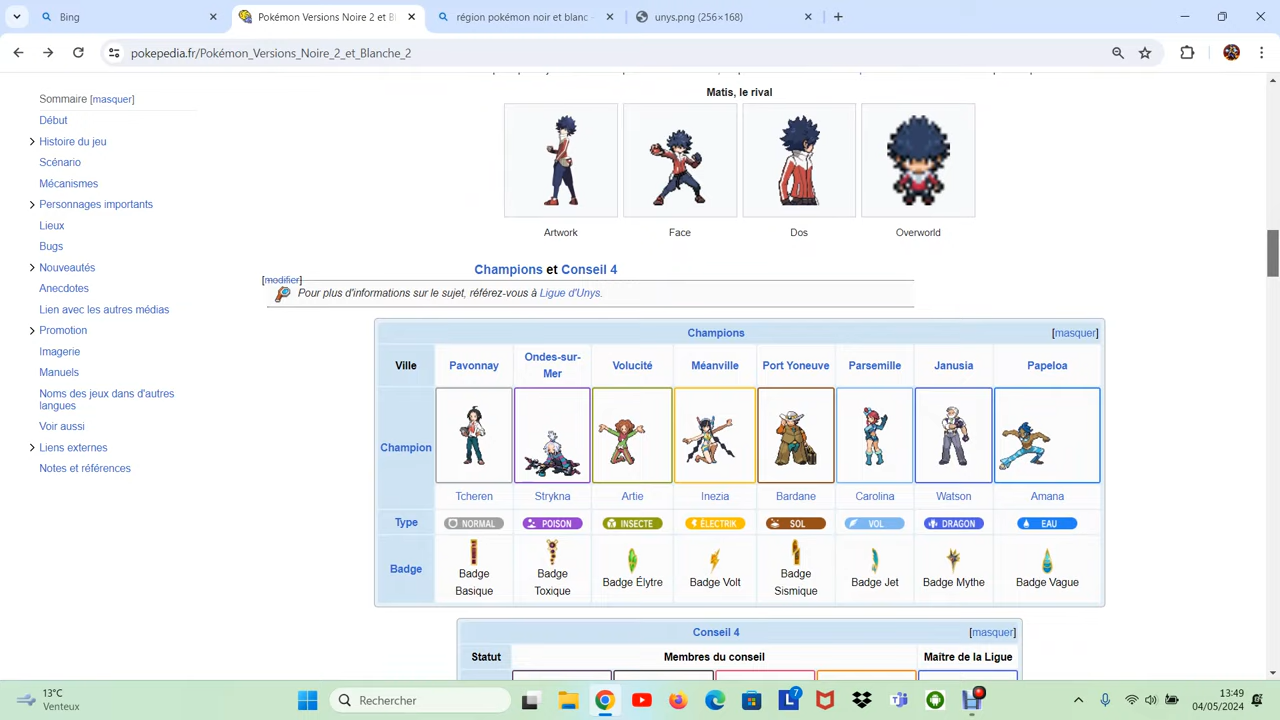 Bing
Pokémon Versions Noire 2 et Bl
région pokémon noir et blanc -
unys.png (256×168)
pokepedia.fr/Pokémon_Versions_Noire_2_et_Blanche_2
Sommaire [masquer]
Début
Histoire du jeu
Scénario
Mécanismes
Personnages importants
Lieux
Bugs
Nouveautés
Anecdotes
Lien avec les autres médias
Promotion
Imagerie
Manuels
Noms des jeux dans d'autres
langues
Voir aussi
Liens externes
Notes et références
Matis, le rival
Artwork Face Dos Overworld
Champions et Conseil 4
[modifier]
Pour plus d'informations sur le sujet, référez-vous à Ligue d'Unys.
Champions [masquer]
Ville Pavonnay Ondes-sur-Mer Volucité Méanville Port Yoneuve Parsemille Janusia Papeloa
Champion
Tcheren Strykna Artie Inezia Bardane Carolina Watson Amana
Type NORMAL POISON INSECTE ÉLECTRIK SOL VOL DRAGON EAU
Badge Badge Basique Badge Toxique Badge Élytre Badge Volt Badge Sismique Badge Jet Badge Mythe Badge Vague
Conseil 4 [masquer]
Statut Membres du conseil Maître de la Ligue
13°C
Venteux
Rechercher
7
13:49
04/05/2024